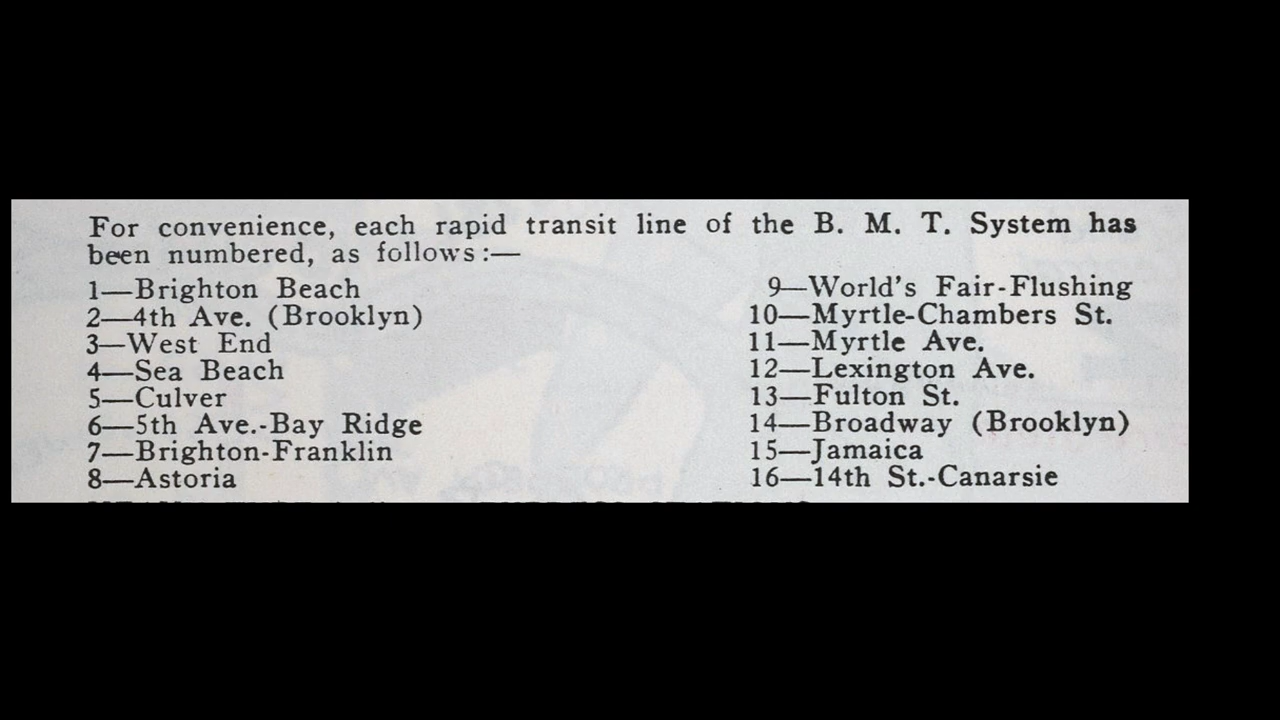 For convenience, each rapid transit line of the B. M. T. System has
been numbered, as follows:—
1—Brighton Beach
2—4th Ave. (Brooklyn)
3—West End
4—Sea Beach
5—Culver
6—5th Ave.-Bay Ridge
7—Brighton-Franklin
8—Astoria
9—World's Fair-Flushing
10—Myrtle-Chambers St.
11—Myrtle Ave.
12—Lexington Ave.
13—Fulton St.
14—Broadway (Brooklyn)
15—Jamaica
16—14th St.-Canarsie